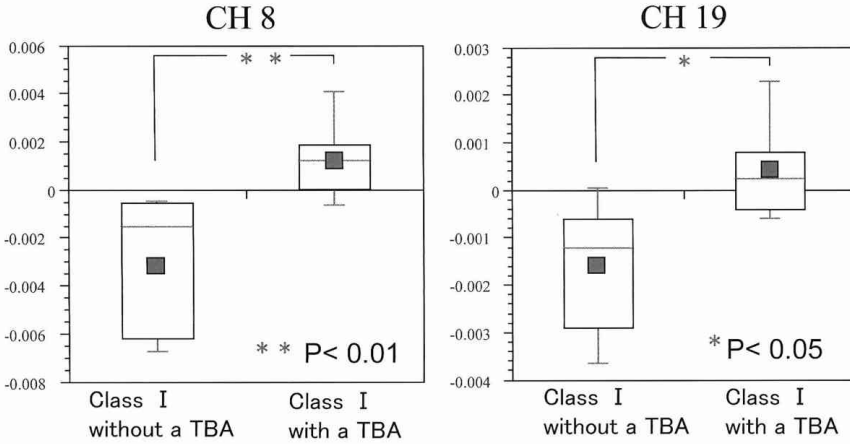 CH 8
0.006
0.004
0.002
0
-0.002
-0.004
-0.006
-0.008
* *
* * P< 0.01
Class I
without a TBA
Class I
with a TBA
CH 19
0.003
0.002
0.001
0
-0.001
-0.002
-0.003
-0.004
*
* P< 0.05
Class I
without a TBA
Class I
with a TBA